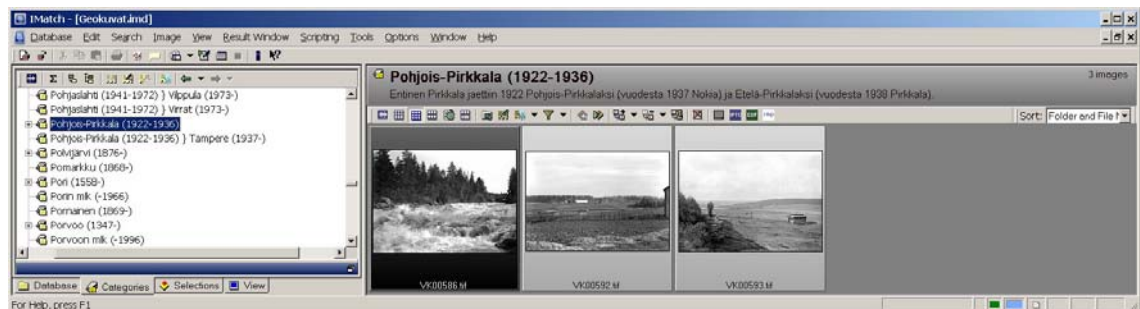 IMatch - [Geokuvat.imd]
Database Edit Search Image View Result Window Scripting Tools Options Window Help
Pohjaslahti (1941-1972) } Vilppula (1973-)
Pohjaslahti (1941-1972) } Virrat (1973-)
Pohjois-Pirkkala (1922-1936)
Pohjois-Pirkkala (1922-1936) } Tampere (1937-)
Polvijärvi (1876-)
Pomarkku (1868-)
Pori (1558-)
Porin mlk (-1966)
Pornainen (1869-)
Porvoo (1347-)
Porvoon mlk (-1996)
Database Categories Selections View
For Help, press F1
Pohjois-Pirkkala (1922-1936)
3 images
Entinen Pirkkala jaettiin 1922 Pohjois-Pirkkalaksi (vuodesta 1937 Nokia) ja Etelä-Pirkkalaksi (vuodesta 1938 Pirkkala).
Sort: Folder and File N
VK00586.tif VK00592.tif VK00593.tif